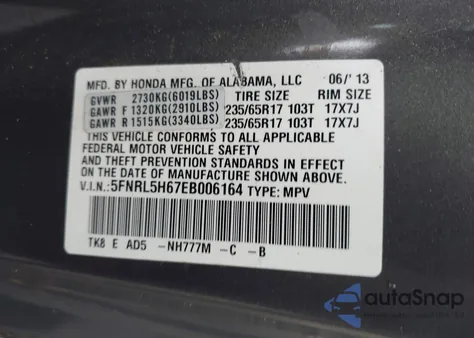 MFD. BY HONDA MFG. OF ALABAMA, LLC 06/'13
GVWR 2730KG(6019LBS) TIRE SIZE RIM SIZE
GAWR F 1320KG(2910LBS) 235/65R17 103T 17X7J
GAWR R 1515KG(3340LBS) 235/65R17 103T 17X7J
THIS VEHICLE CONFORMS TO ALL APPLICABLE
FEDERAL MOTOR VEHICLE SAFETY
AND THEFT PREVENTION STANDARDS IN EFFECT ON
THE DATE OF MANUFACTURE SHOWN ABOVE.
V.I.N.: 5FNRL5H67EB006164 TYPE: MPV
TK8 E AD5 -NH777M -C -B
autoSnap